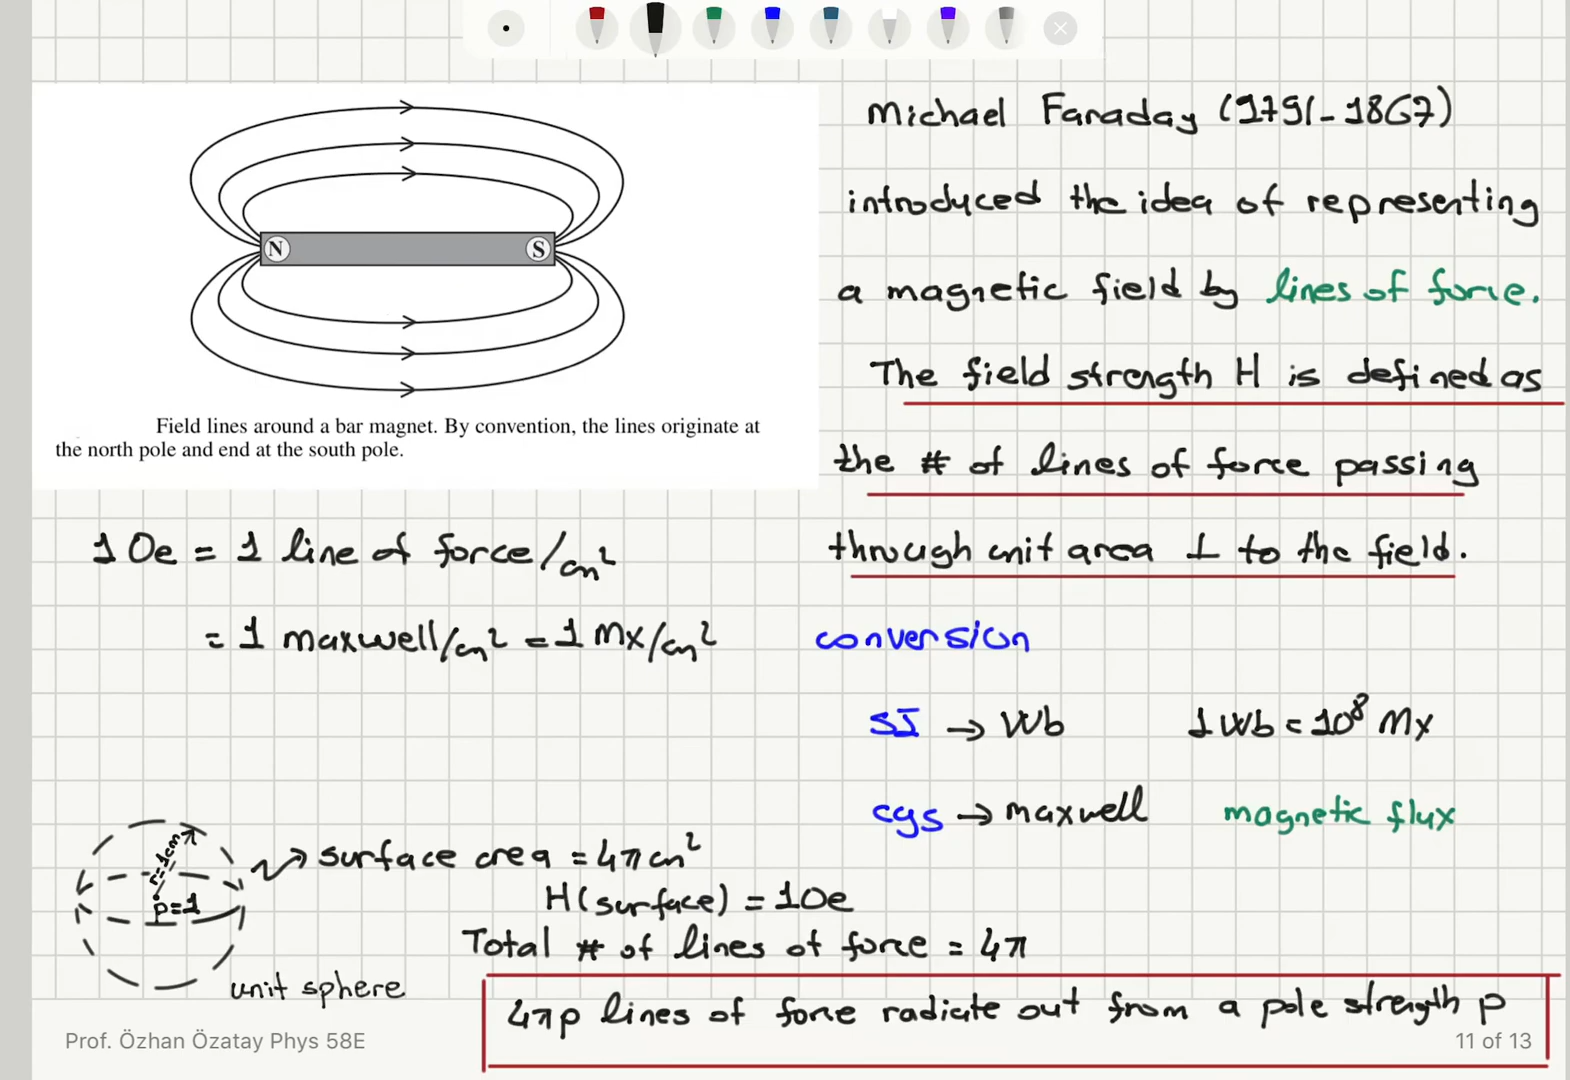 N
S
Field lines around a bar magnet. By convention, the lines originate at
the north pole and end at the south pole.
Michael Faraday (1791-1867)
introduced the idea of representing
a magnetic field by lines of force.
The field strength H is defined as
the # of lines of force passing
through unit area ⊥ to the field.
1 Oe = 1 line of force/cm²
= 1 maxwell/cm² = 1 Mx/cm²
conversion
SI → Wb 1 Wb = 10⁸ Mx
cgs → maxwell magnetic flux
1cm
p=1
unit sphere
surface area = 4π cm²
H(surface) = 1 Oe
Total # of lines of force = 4π
4πp lines of force radiate out from a pole strength p
Prof. Özhan Özatay Phys 58E
11 of 13